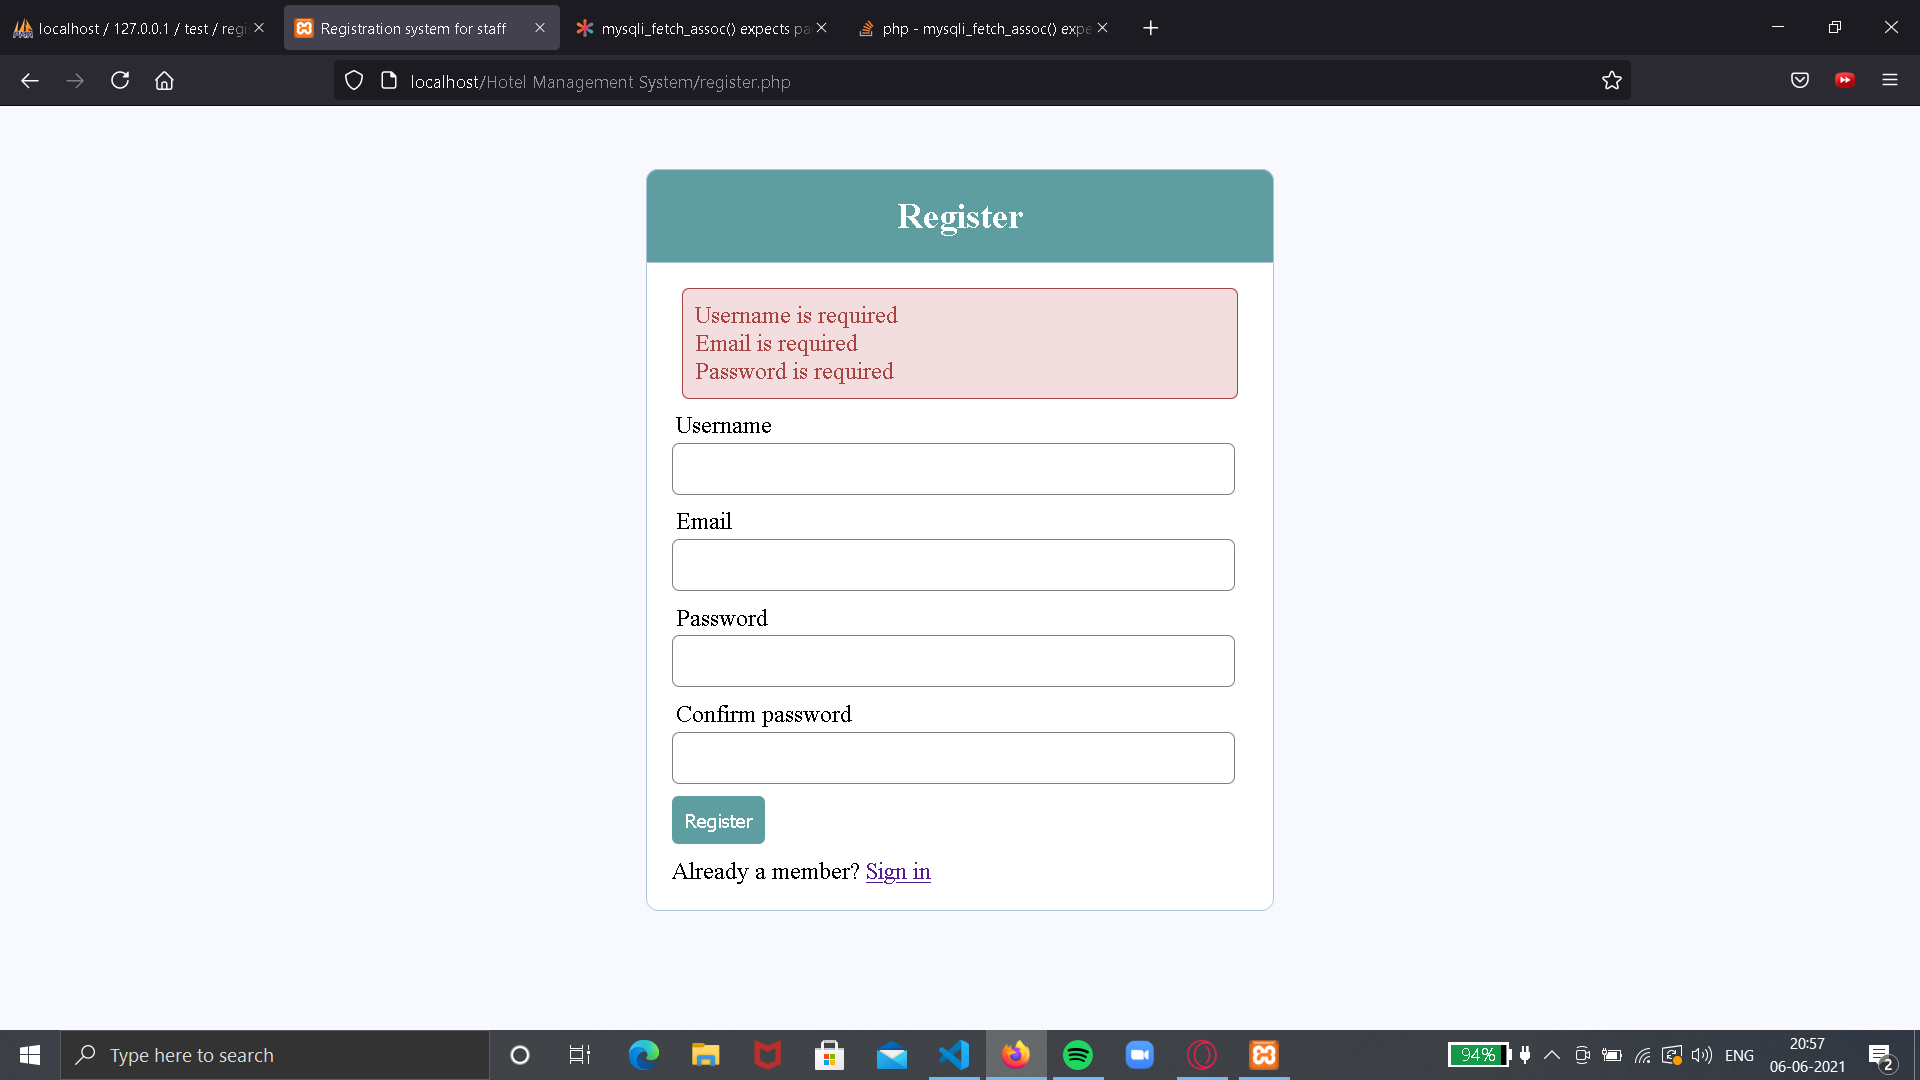 localhost / 127.0.0.1 / test / regi
Registration system for staff
mysqli_fetch_assoc() expects pa
php - mysqli_fetch_assoc() expe
localhost/Hotel Management System/register.php
Register
Username is required
Email is required
Password is required
Username
Email
Password
Confirm password
Register
Already a member? Sign in
Type here to search
94%
ENG
20:57
06-06-2021
2